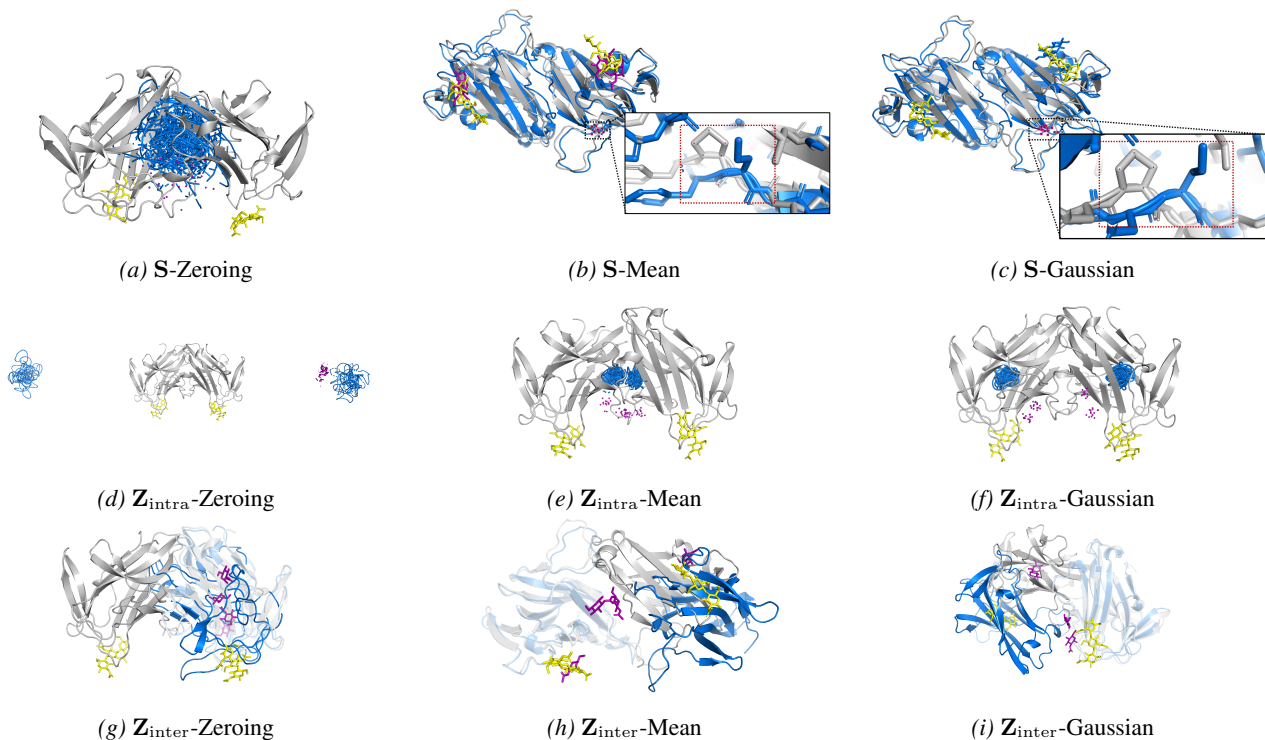 (a) S-Zeroing
(b) S-Mean
(c) S-Gaussian
(d) Z_intra-Zeroing
(e) Z_intra-Mean
(f) Z_intra-Gaussian
(g) Z_inter-Zeroing
(h) Z_inter-Mean
(i) Z_inter-Gaussian